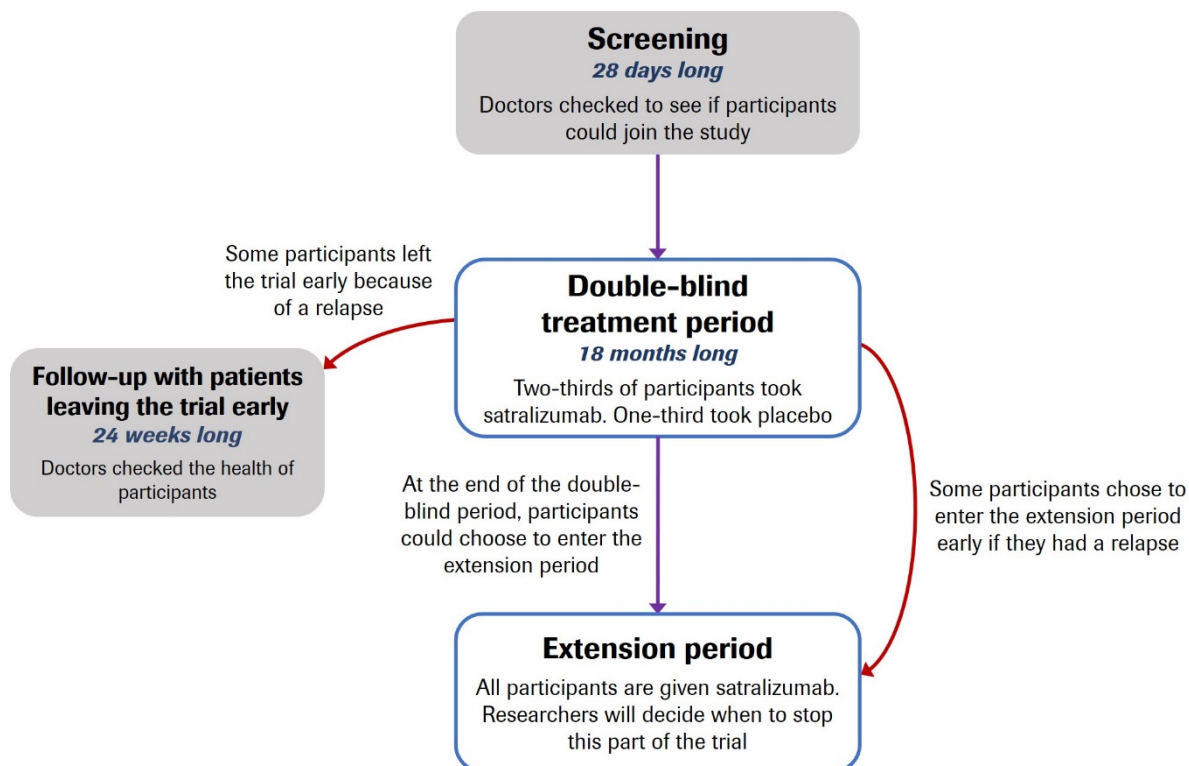 Screening
28 days long
Doctors checked to see if participants
could join the study
Some participants left
the trial early because
of a relapse
Double-blind
treatment period
18 months long
Two-thirds of participants took
satralizumab. One-third took placebo
Follow-up with patients
leaving the trial early
24 weeks long
Doctors checked the health of
participants
At the end of the double-
blind period, participants
could choose to enter the
extension period
Some participants chose to
enter the extension period
early if they had a relapse
Extension period
All participants are given satralizumab.
Researchers will decide when to stop
this part of the trial